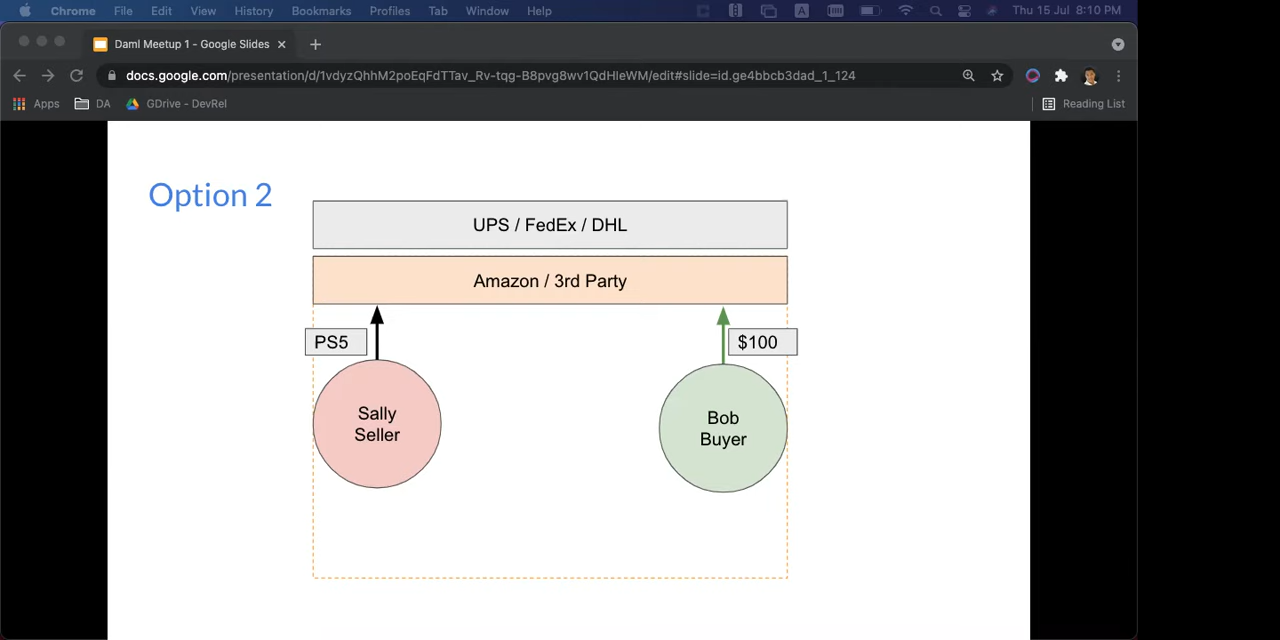 Chrome File Edit View History Bookmarks Profiles Tab Window Help A Thu 15 Jul 8:10 PM
Daml Meetup 1 - Google Slides
docs.google.com/presentation/d/1vdyzQhhM2poEqFdTTav_Rv-tqg-B8pvg8wv1QdHIeWM/edit#slide=id.ge4bbcb3dad_1_124
Apps DA GDrive - DevRel Reading List
Option 2
UPS / FedEx / DHL
Amazon / 3rd Party
PS5
$100
Sally
Seller
Bob
Buyer